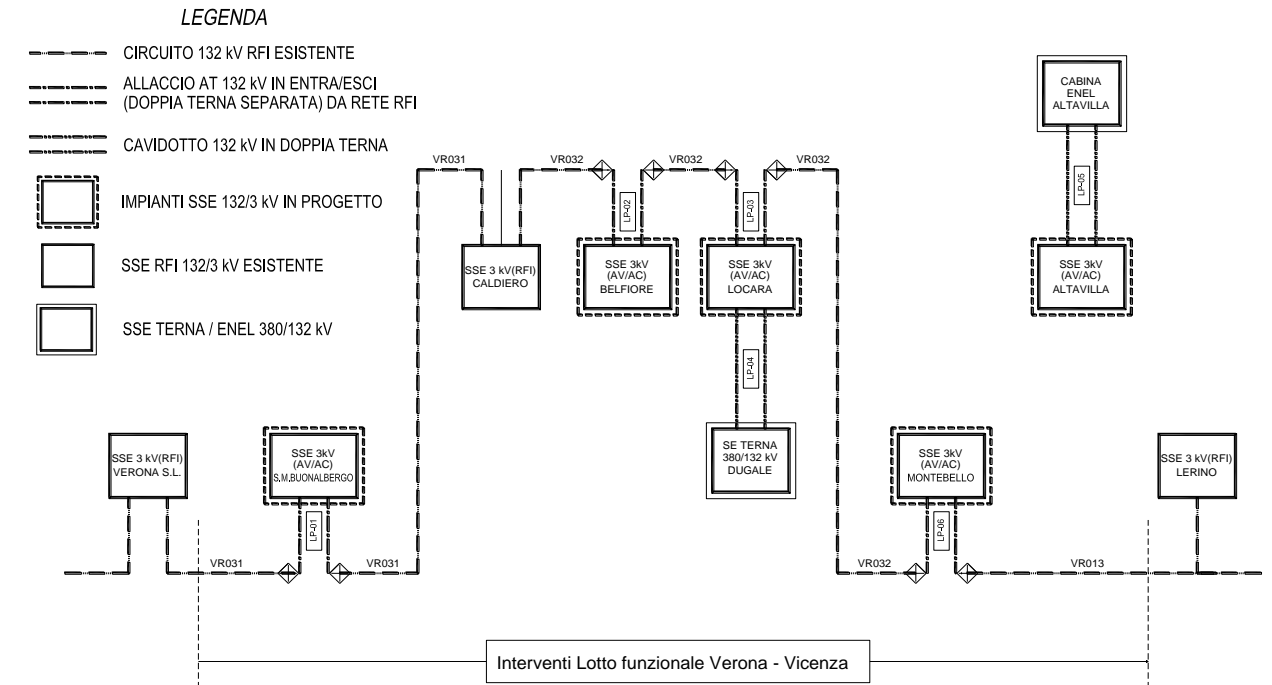 LEGENDA
CIRCUITO 132 kV RFI ESISTENTE
ALLACCIO AT 132 kV IN ENTRA/ESCI
(DOPPIA TERNA SEPARATA) DA RETE RFI
CAVIDOTTO 132 kV IN DOPPIA TERNA
IMPIANTI SSE 132/3 kV IN PROGETTO
SSE RFI 132/3 kV ESISTENTE
SSE TERNA / ENEL 380/132 kV
CABINA
ENEL
ALTAVILLA
LP-05
SSE 3kV
(AV/AC)
ALTAVILLA
VR031
VR032
VR032
VR032
LP-02
LP-03
SSE 3 kV(RFI)
CALDIERO
SSE 3kV
(AV/AC)
BELFIORE
SSE 3kV
(AV/AC)
LOCARA
LP-04
SE TERNA
380/132 kV
DUGALE
SSE 3 kV(RFI)
VERONA S.L.
SSE 3kV
(AV/AC)
S,M,BUONALBERGO
SSE 3kV
(AV/AC)
MONTEBELLO
SSE 3 kV(RFI)
LERINO
LP-01
LP-06
VR031
VR031
VR032
VR013
Interventi Lotto funzionale Verona - Vicenza